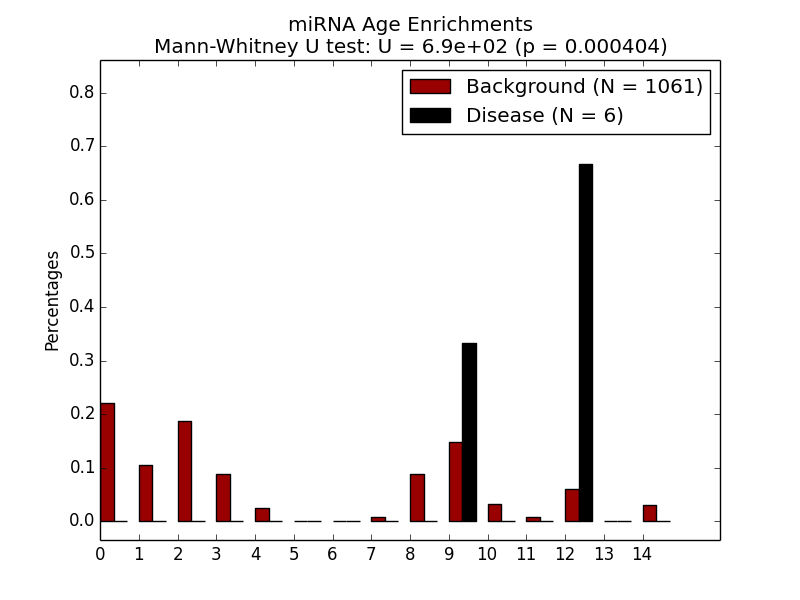 miRNA Age Enrichments
Mann-Whitney U test: U = 6.9e+02 (p = 0.000404)
Background (N = 1061)
Disease (N = 6)
Percentages
0.8
0.7
0.6
0.5
0.4
0.3
0.2
0.1
0.0
0 1 2 3 4 5 6 7 8 9 10 11 12 13 14